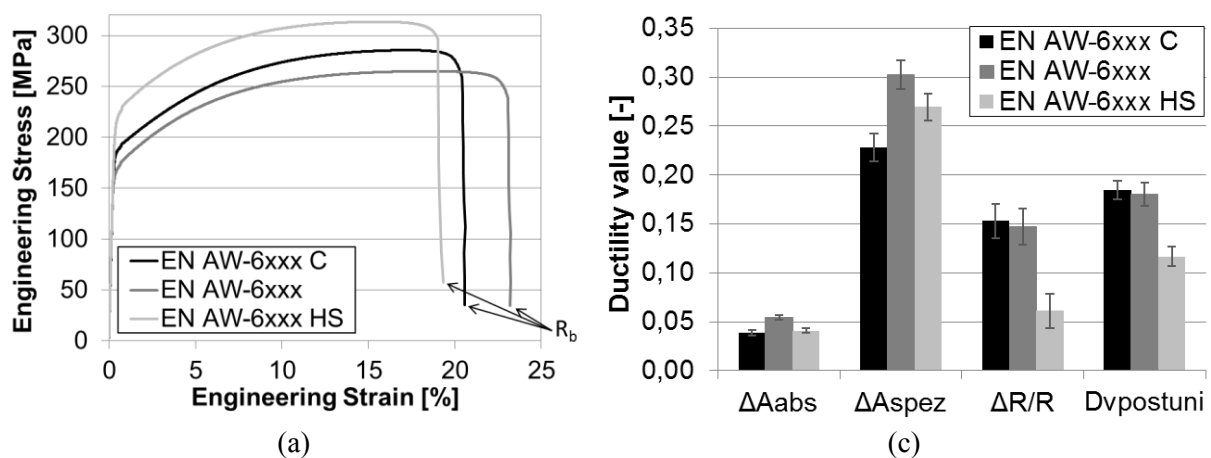 Engineering Stress [MPa]
300
250
200
150
100
50
0
EN AW-6xxx C
EN AW-6xxx
EN AW-6xxx HS
Rb
0 5 10 15 20 25
Engineering Strain [%]
(a)
Ductility value [-]
0,35
0,30
0,25
0,20
0,15
0,10
0,05
0,00
EN AW-6xxx C
EN AW-6xxx
EN AW-6xxx HS
ΔAabs ΔAspez ΔR/R Dvpostuni
(c)